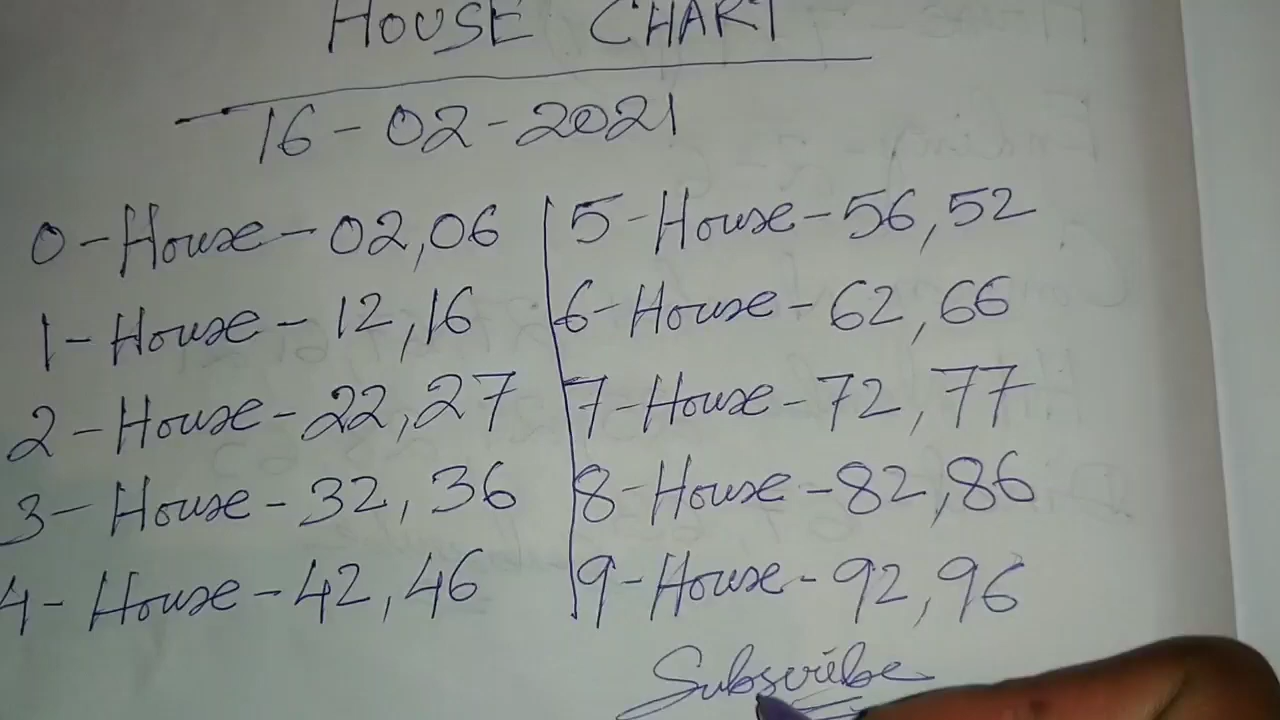 HOUSE CHART
16-02-2021
0-House-02,06
1-House-12,16
2-House-22,27
3-House-32,36
4-House-42,46
5-House-56,52
6-House-62,66
7-House-72,77
8-House-82,86
9-House-92,96
Subscribe